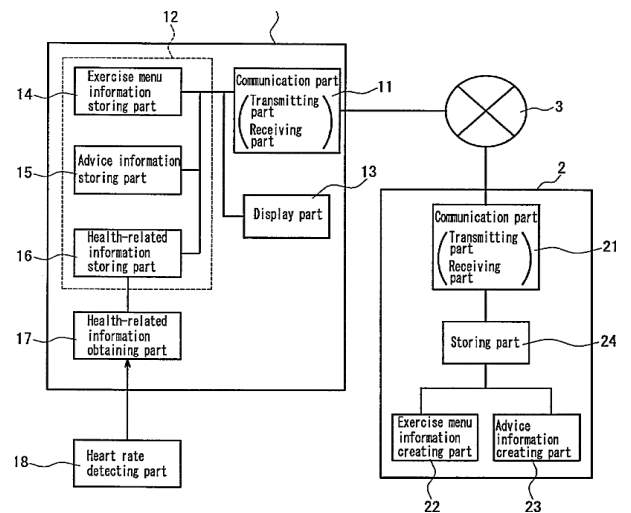 12
14
Exercise menu
information
storing part
Communication part
Transmitting
part
Receiving
part
11
3
15
Advice information
storing part
13
Display part
2
16
Health-related
information
storing part
Communication part
Transmitting
part
Receiving
part
21
17
Health-related
information
obtaining part
Storing part
24
18
Heart rate
detecting part
Exercise menu
information
creating part
Advice
information
creating part
22
23